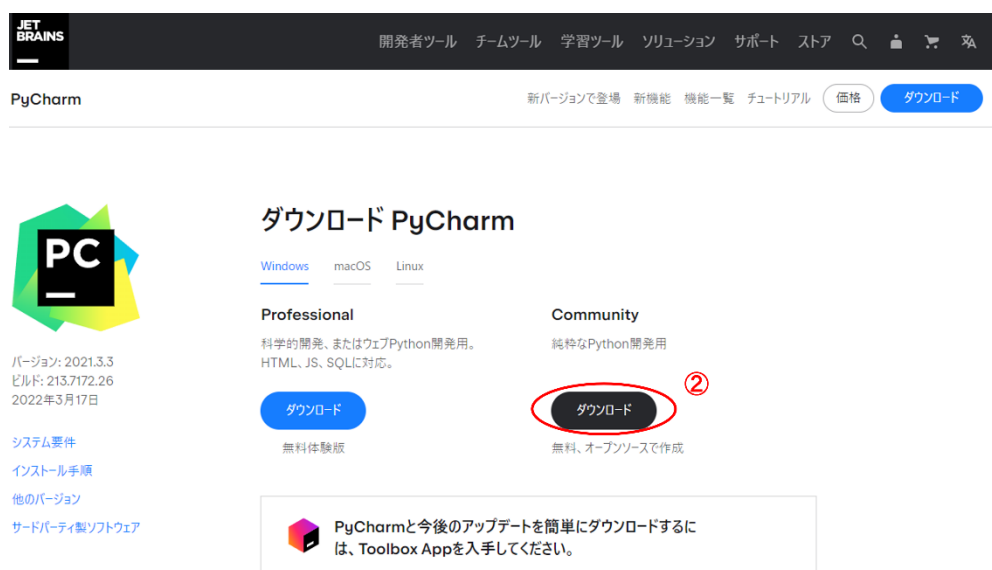 JET
BRAINS
開発者ツール チームツール 学習ツール ソリューション サポート ストア
PyCharm
新バージョンで登場 新機能 機能一覧 チュートリアル 価格 ダウンロード
PC
ダウンロード PyCharm
Windows macOS Linux
Professional
科学的開発、またはウェブPython開発用。
HTML、JS、SQLに対応。
ダウンロード
無料体験版
Community
純粋なPython開発用
②
ダウンロード
無料、オープンソースで作成
バージョン: 2021.3.3
ビルド: 213.7172.26
2022年3月17日
システム要件
インストール手順
他のバージョン
サードパーティ製ソフトウェア
PyCharmと今後のアップデートを簡単にダウンロードするに
は、Toolbox Appを入手してください。